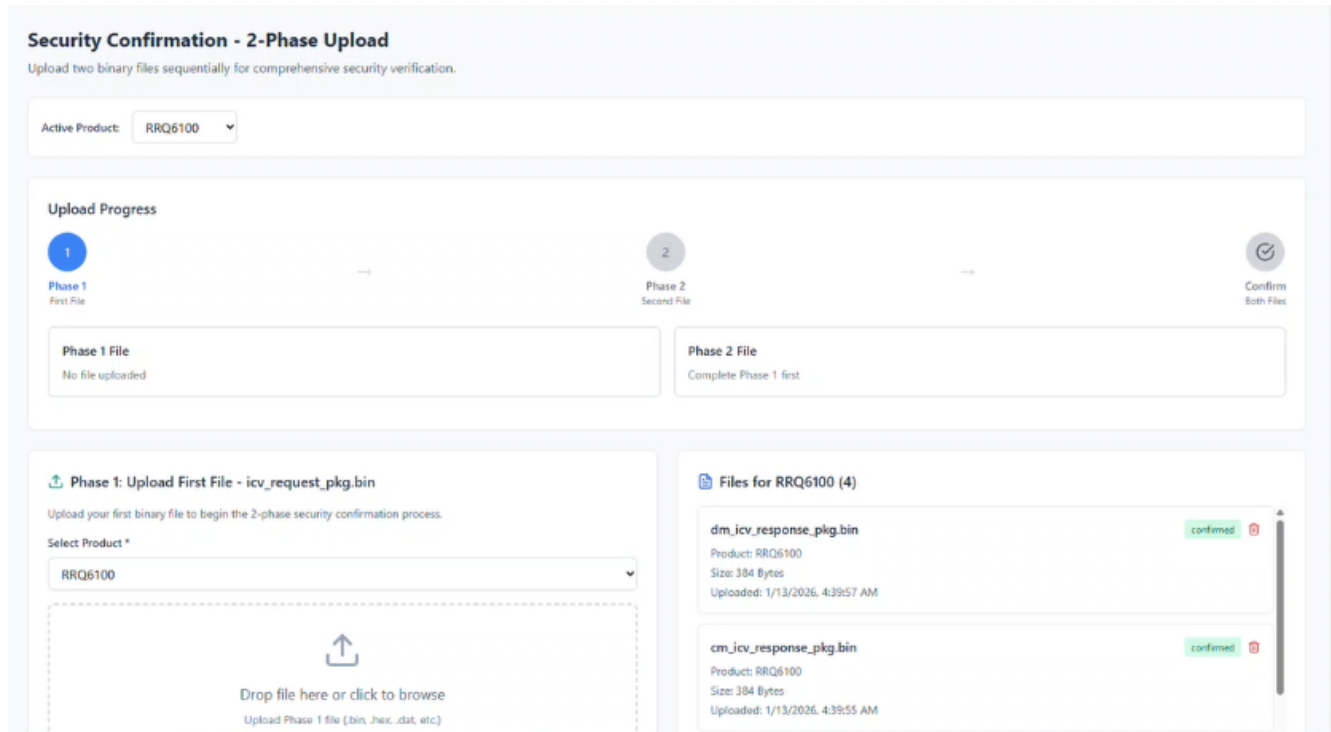 Security Confirmation - 2-Phase Upload
Upload two binary files sequentially for comprehensive security verification.
Active Product: RRQ6100
Upload Progress
1
Phase 1
First File
→
2
Phase 2
Second File
→
Confirm
Both Files
Phase 1 File
No file uploaded
Phase 2 File
Complete Phase 1 first
Phase 1: Upload First File - icv_request_pkg.bin
Upload your first binary file to begin the 2-phase security confirmation process.
Select Product *
RRQ6100
Drop file here or click to browse
Upload Phase 1 file (.bin, .hex, .dat, etc.)
Files for RRQ6100 (4)
dm_icv_response_pkg.bin
confirmed
Product: RRQ6100
Size: 384 Bytes
Uploaded: 1/13/2026, 4:39:57 AM
cm_icv_response_pkg.bin
confirmed
Product: RRQ6100
Size: 384 Bytes
Uploaded: 1/13/2026, 4:39:55 AM